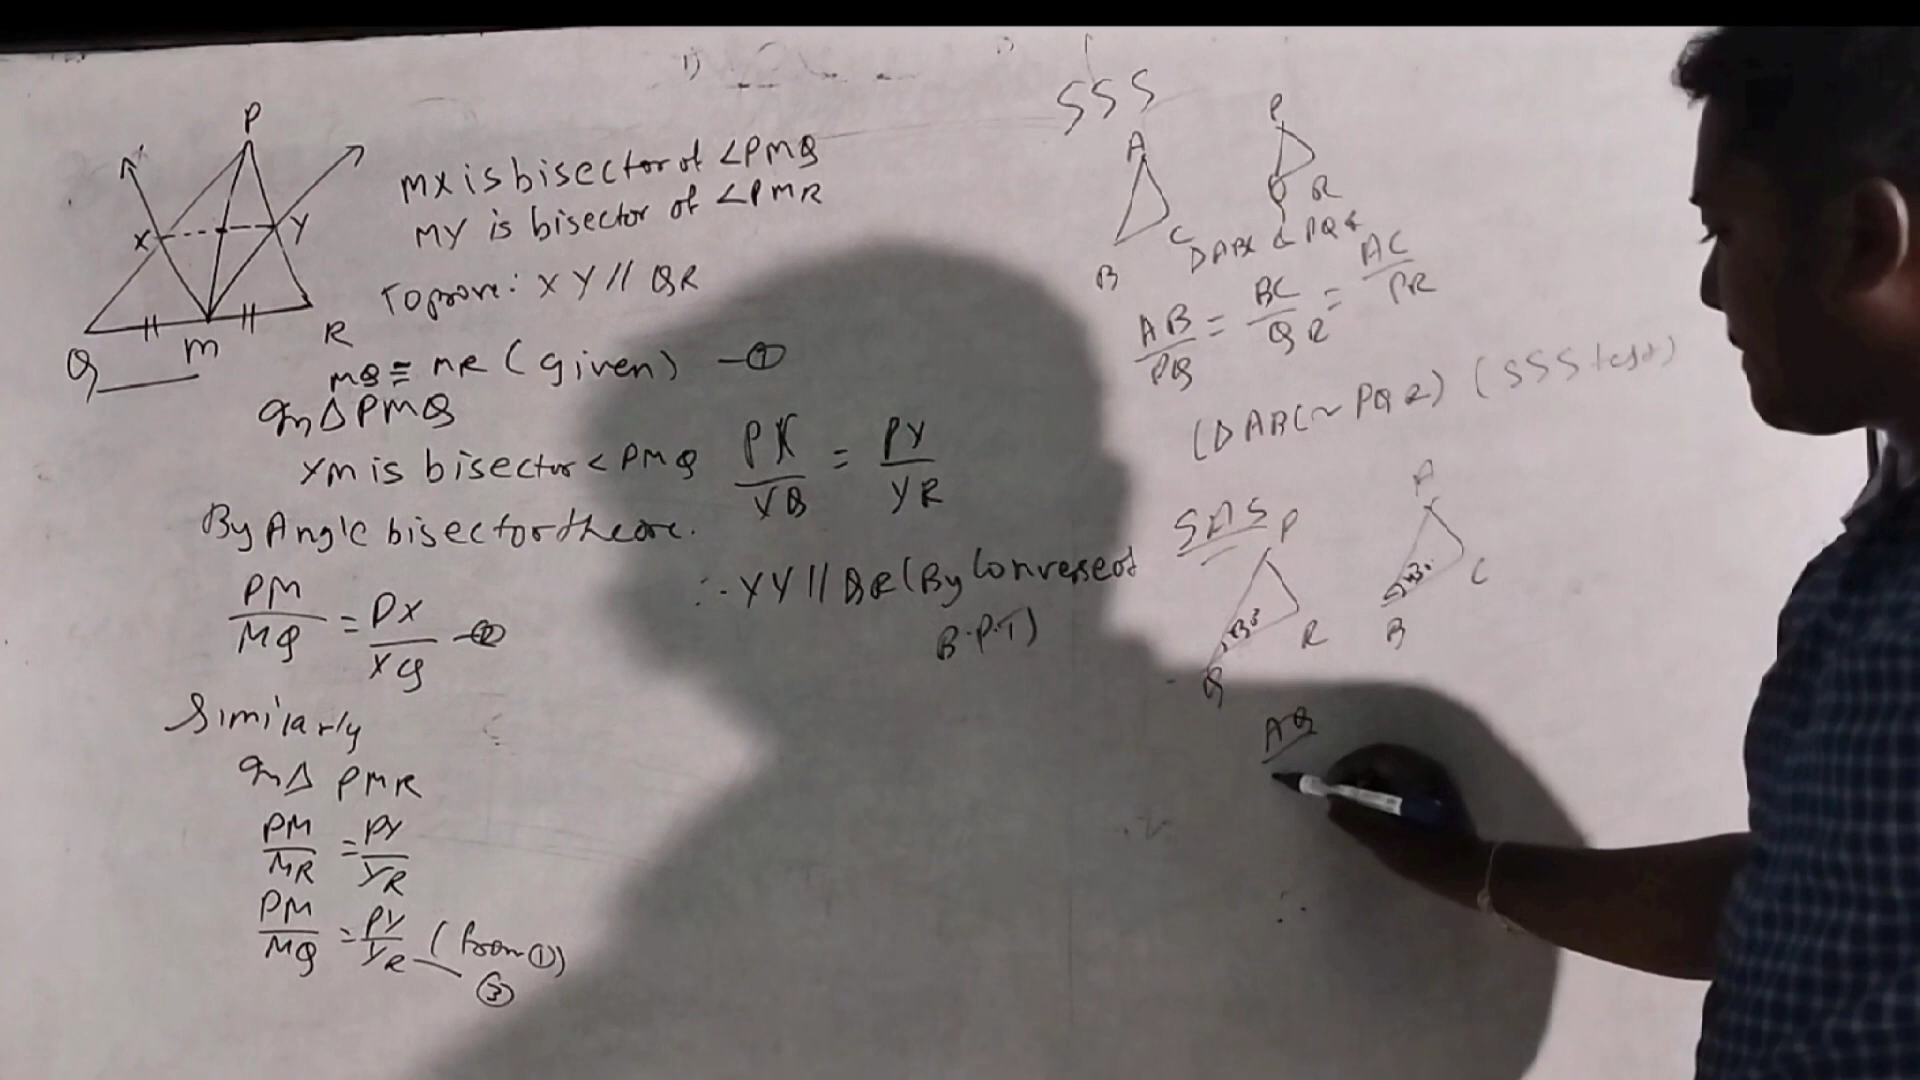 P
X
Y
Q
M
R
MX is bisector of <PMQ
MY is bisector of <PMR
To prove: XY // QR
MQ ≅ MR (given) — ①
In Δ PMQ
XM is bisector < PMQ
By Angle bisector theore.
PM/MQ = PX/XQ — ②
Similarly
In Δ PMR
PM/MR = PY/YR
PM/MQ = PY/YR (from ①)
— ③
PX/XQ = PY/YR
∴ XY // QR (By Converse of
B.P.T)
SSS
A
B
C
P
Q
R
Δ ABC & PQR
AB/PQ = BC/QR = AC/PR
(Δ ABC ~ PQR) (SSS test)
SAS
P
Q
R
A
B
C